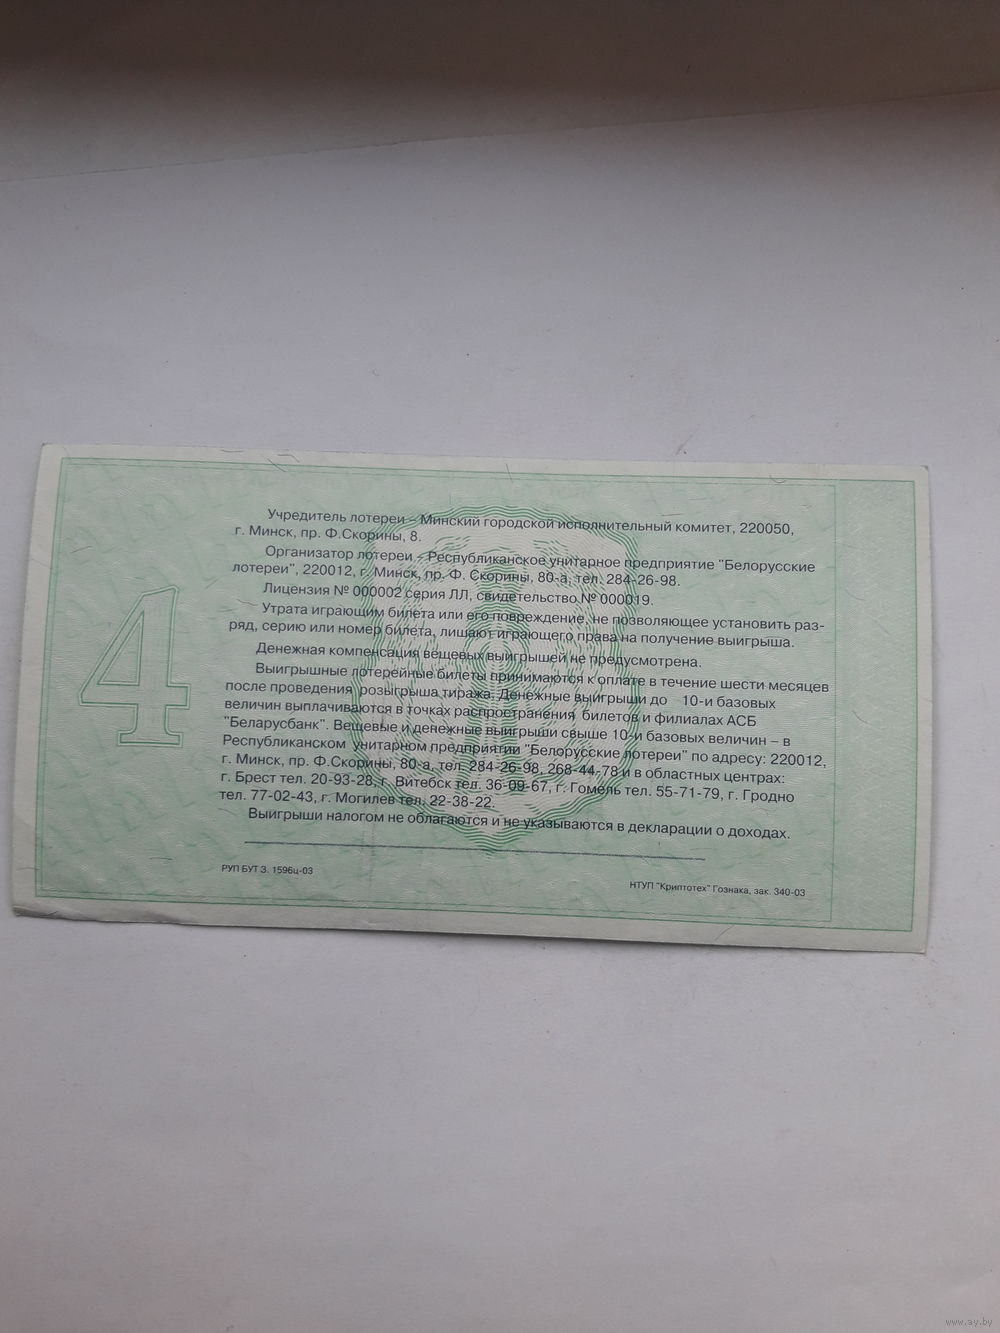 4
Учредитель лотереи – Минский городской исполнительный комитет, 220050,
г. Минск, пр. Ф.Скорины, 8.
Организатор лотереи – Республиканское унитарное предприятие "Белорусские
лотереи", 220012, г. Минск, пр. Ф. Скорины, 80-а, тел. 284-26-98.
Лицензия № 000002 серия ЛЛ, свидетельство № 000019.
Утрата играющим билета или его повреждение, не позволяющее установить раз-
ряд, серию или номер билета, лишают играющего права на получение выигрыша.
Денежная компенсация вещевых выигрышей не предусмотрена.
Выигрышные лотерейные билеты принимаются к оплате в течение шести месяцев
после проведения розыгрыша тиража. Денежные выигрыши до 10-и базовых
величин выплачиваются в точках распространения билетов и филиалах АСБ
"Беларусбанк". Вещевые и денежные выигрыши свыше 10-и базовых величин – в
Республиканском унитарном предприятии "Белорусские лотереи" по адресу: 220012,
г. Минск, пр. Ф.Скорины, 80-а, тел. 284-26-98, 268-44-78 и в областных центрах:
г. Брест тел. 20-93-28, г. Витебск тел. 36-09-67, г. Гомель тел. 55-71-79, г. Гродно
тел. 77-02-43, г. Могилев тел. 22-38-22.
Выигрыши налогом не облагаются и не указываются в декларации о доходах.
РУП БУТ З. 1596ц-03
НТУП "Криптотех" Гознака, зак. 340-03
www.ay.by